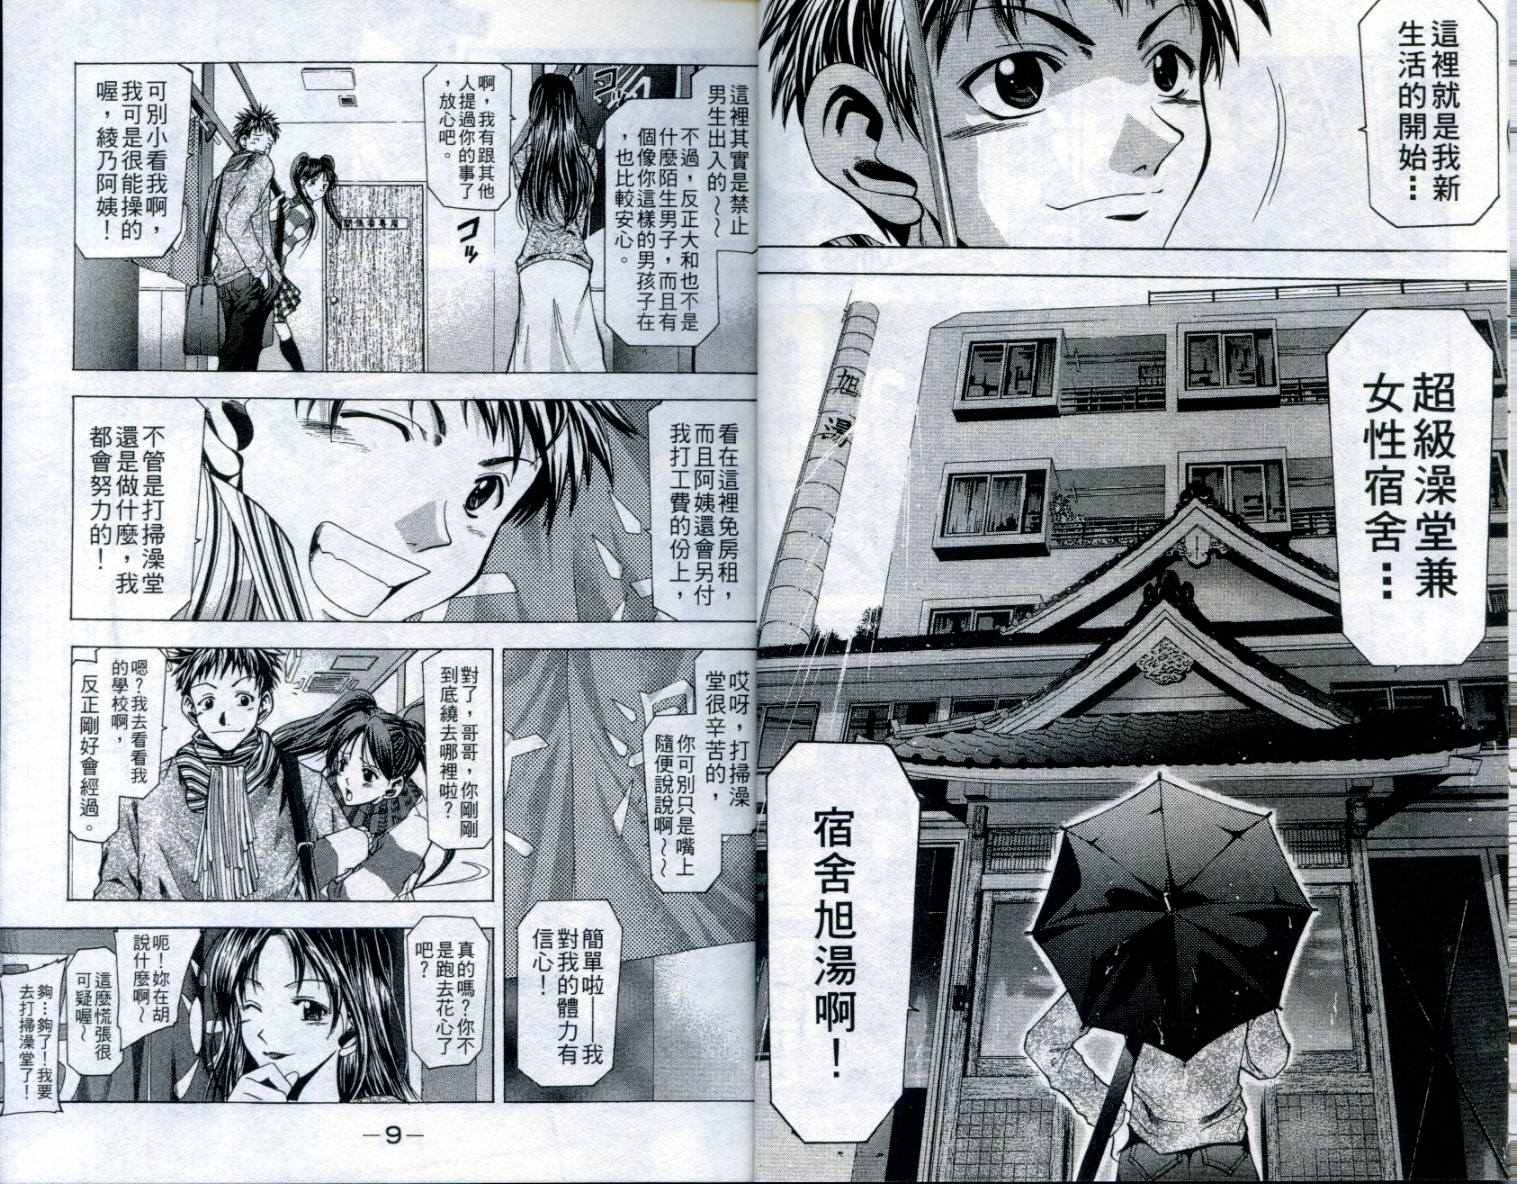 這裡就是我新
生活的開始…
超級澡堂兼
女性宿舍…
旭湯
宿舍旭湯啊！
這裡其實是禁止
男生出入的～～
不過，反正大和也不是
什麼陌生男子，而且有
個像你這樣的男孩子在
，也比較安心。
啊，我有跟其他
人提過你的事了
，放心吧。
コツ
關係者專用
可別小看我啊，
我可是很能操的
喔，綾乃阿姨！
看在這裡免房租，
而且阿姨還會另付
我打工費的份上，
不管是打掃澡堂
還是做什麼，我
都會努力的！
哎呀，打掃澡
堂很辛苦的，
你可別只是嘴上
隨便說說啊～～
簡單啦——我
對我的體力有
信心！
對了，哥哥，你剛剛
到底繞去哪裡啦？
嗯？我去看看我
的學校啊，
反正剛好會經過。
真的嗎？你不
是跑去花心了
吧？
呃！妳在胡
說什麼啊～
這麼慌張很
可疑喔～
夠…夠了！我要
去打掃澡堂了！
—9—